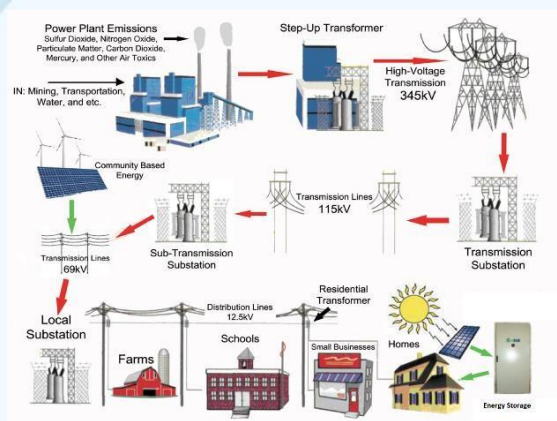 Power Plant Emissions
Sulfur Dioxide, Nitrogen Oxide,
Particulate Matter, Carbon Dioxide,
Mercury, and Other Air Toxics
IN: Mining, Transportation,
Water, and etc.
Step-Up Transformer
High-Voltage
Transmission
345kV
Community Based
Energy
Transmission Lines
69kV
Sub-Transmission
Substation
Transmission Lines
115kV
Transmission
Substation
Local
Substation
Distribution Lines
12.5kV
Residential
Transformer
Farms
Schools
Small Businesses
Homes
Energy Storage